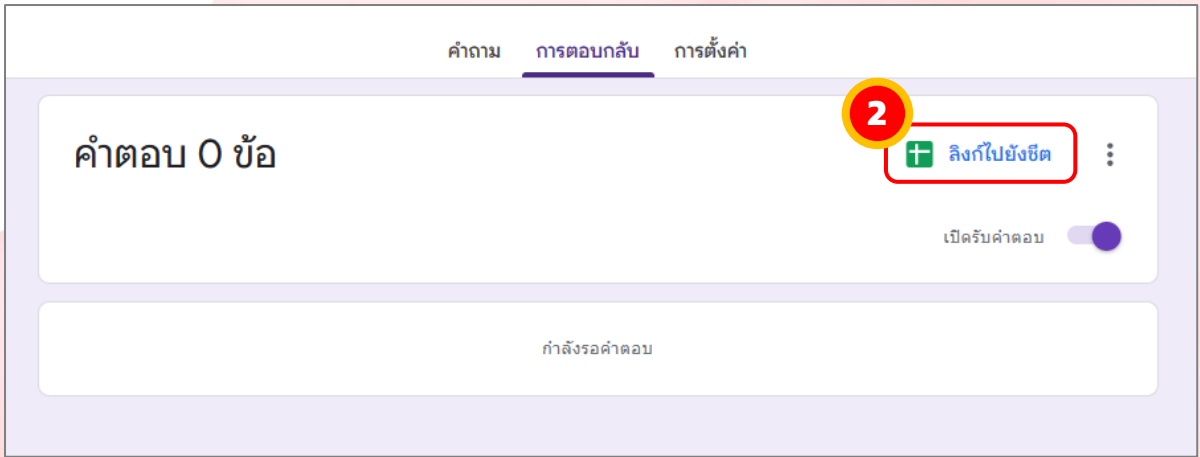 คำถาม การตอบกลับ การตั้งค่า
2
คำตอบ 0 ข้อ ลิงก์ไปยังชีต
เปิดรับคำตอบ
กำลังรอคำตอบ